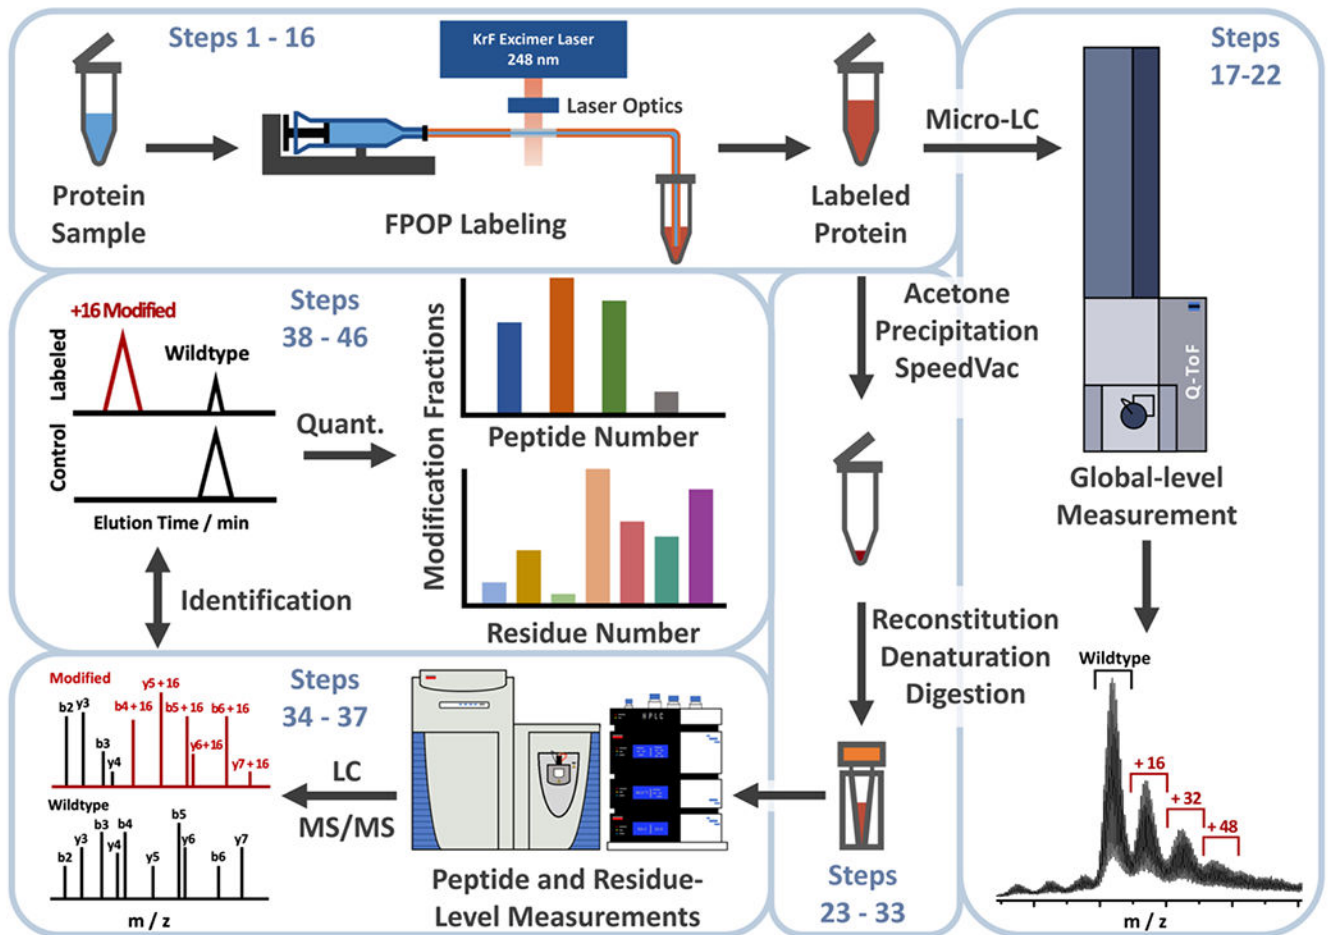 Steps 1 - 16
KrF Excimer Laser
248 nm
Laser Optics
Protein
Sample
FPOP Labeling
Labeled
Protein
Micro-LC
Steps
17-22
Q-ToF
Global-level
Measurement
Wildtype
+ 16
+ 32
+ 48
m / z
Acetone
Precipitation
SpeedVac
Reconstitution
Denaturation
Digestion
Steps
23 - 33
Steps
38 - 46
+16 Modified
Wildtype
Labeled
Control
Elution Time / min
Quant.
Modification Fractions
Peptide Number
Residue Number
Identification
Steps
34 - 37
Modified
b2
y3
b3
y4
b4 + 16
y5 + 16
b5 + 16
y6 + 16
b6 + 16
y7 + 16
Wildtype
b2
y3
b3
y4
b4
y5
b5
y6
b6
y7
m / z
LC
MS/MS
HPLC
Peptide and Residue-
Level Measurements